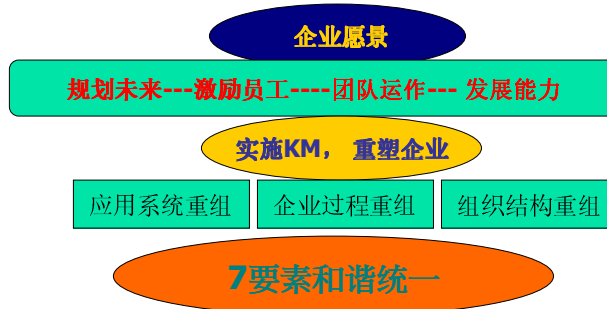 企业愿景
规划未来---激励员工----团队运作--- 发展能力
实施KM， 重塑企业
应用系统重组 企业过程重组 组织结构重组
7要素和谐统一